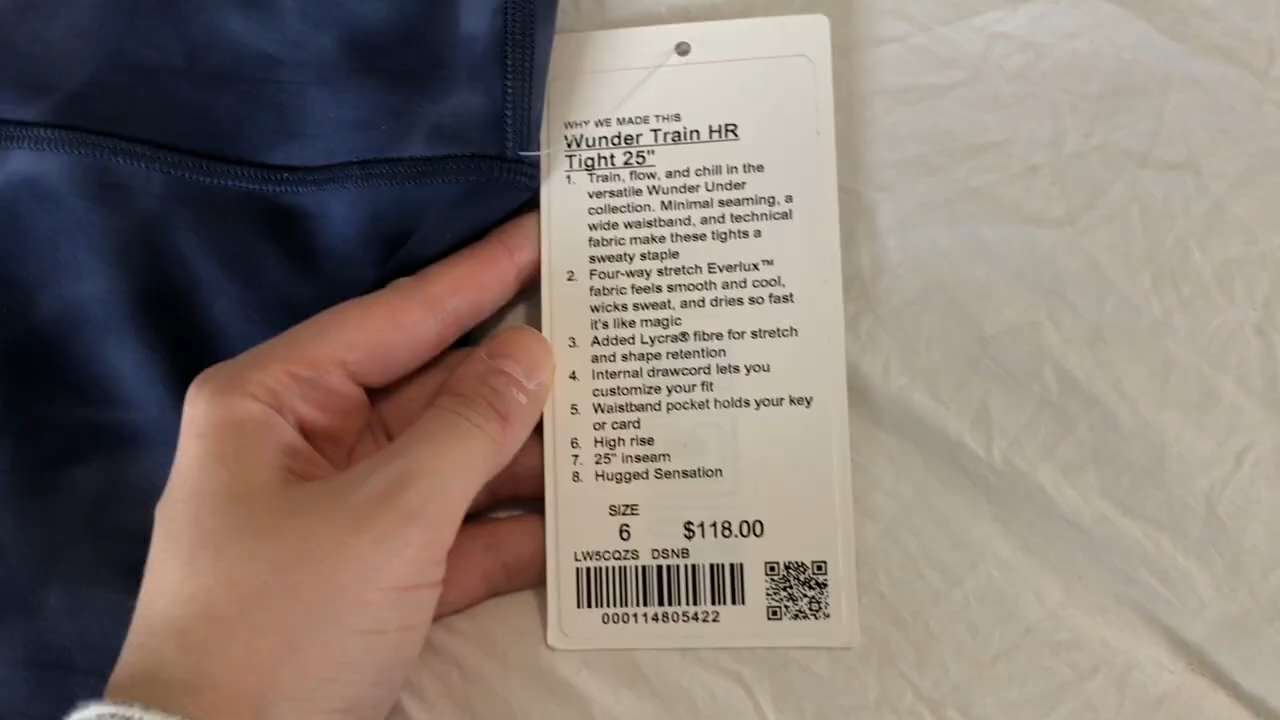 WHY WE MADE THIS
Wunder Train HR
Tight 25"
1. Train, flow, and chill in the
versatile Wunder Under
collection. Minimal seaming, a
wide waistband, and technical
fabric make these tights a
sweaty staple
2. Four-way stretch Everlux™
fabric feels smooth and cool,
wicks sweat, and dries so fast
it's like magic
3. Added Lycra® fibre for stretch
and shape retention
4. Internal drawcord lets you
customize your fit
5. Waistband pocket holds your key
or card
6. High rise
7. 25" inseam
8. Hugged Sensation
SIZE
6 $118.00
LW5CQZS DSNB
000114805422